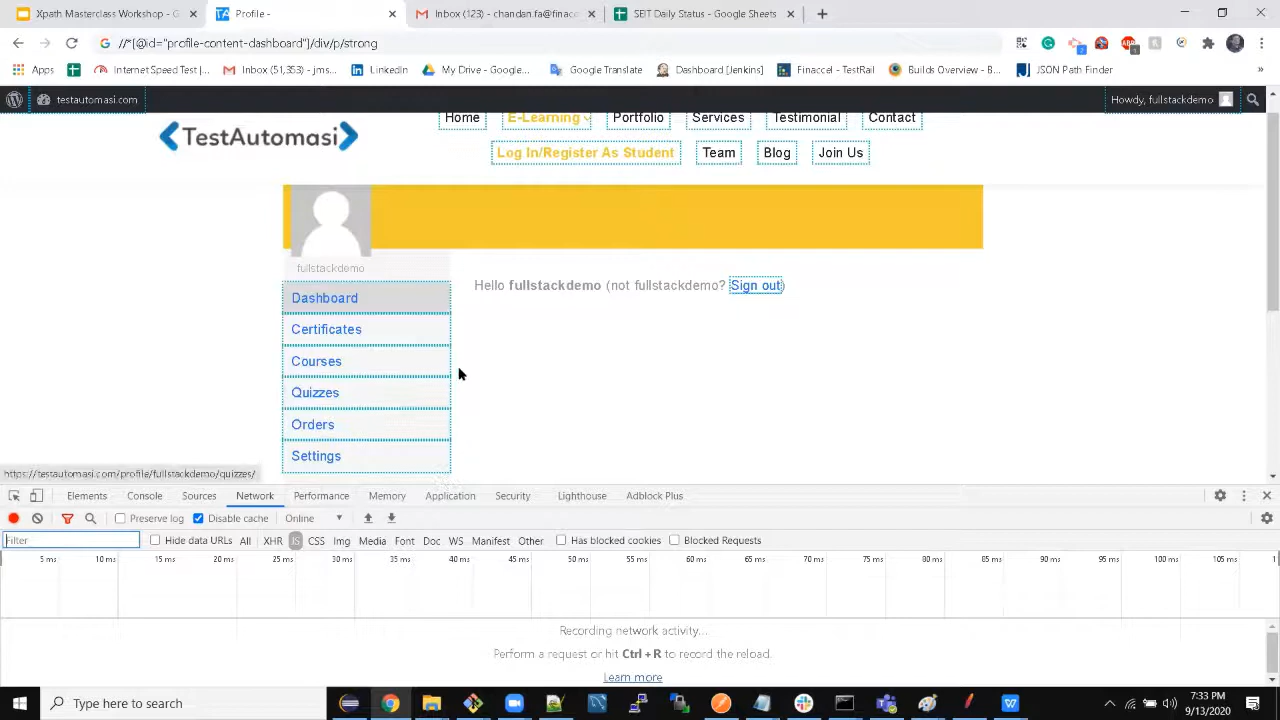 Xpath Masterclass Workshop - G
Profile -
Inbox (123) - chandan.fa@financ
SEIT Daily Status - Google Sheets
//*[@id="profile-content-dashboard"]/div/p/strong
Apps
Internet Speed Test |...
Inbox (51,353) - jms...
LinkedIn
My Drive - Google...
Google Translate
Dashboard [Jenkins]
Finaccel - TestRail
Builds Overview - B...
JSON Path Finder
testautomasi.com
Howdy, fullstackdemo
TestAutomasi
Home
E-Learning
Portfolio
Services
Testimonial
Contact
Log In/Register As Student
Team
Blog
Join Us
fullstackdemo
Hello fullstackdemo (not fullstackdemo? Sign out)
Dashboard
Certificates
Courses
Quizzes
Orders
Settings
https://testautomasi.com/profile/fullstackdemo/quizzes/
Elements
Console
Sources
Network
Performance
Memory
Application
Security
Lighthouse
Adblock Plus
Preserve log
Disable cache
Online
Filter
Hide data URLs
All
XHR
JS
CSS
Img
Media
Font
Doc
WS
Manifest
Other
Has blocked cookies
Blocked Requests
5 ms
10 ms
15 ms
20 ms
25 ms
30 ms
35 ms
40 ms
45 ms
50 ms
55 ms
60 ms
65 ms
70 ms
75 ms
80 ms
85 ms
90 ms
95 ms
100 ms
105 ms
1
Recording network activity...
Perform a request or hit Ctrl + R to record the reload.
Learn more
Type here to search
7:33 PM
9/13/2020